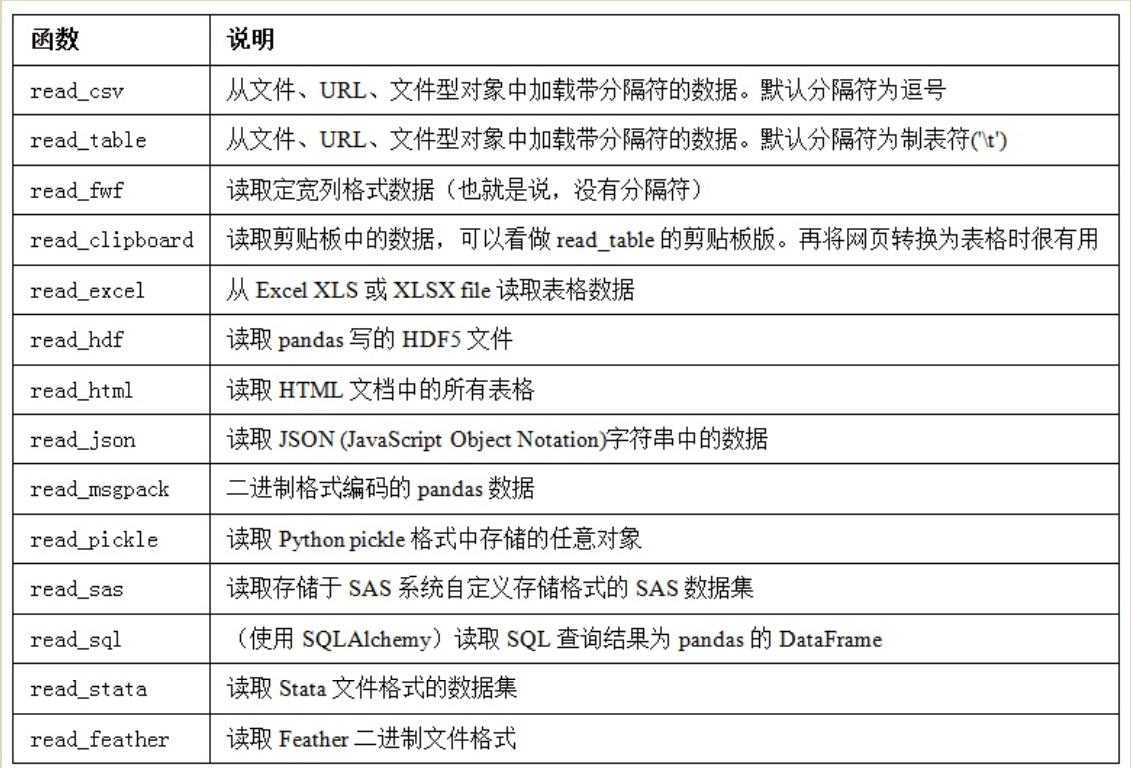 函数 说明
read_csv 从文件、URL、文件型对象中加载带分隔符的数据。默认分隔符为逗号
read_table 从文件、URL、文件型对象中加载带分隔符的数据。默认分隔符为制表符('\t')
read_fwf 读取定宽列格式数据（也就是说，没有分隔符）
read_clipboard 读取剪贴板中的数据，可以看做 read_table 的剪贴板版。再将网页转换为表格时很有用
read_excel 从 Excel XLS 或 XLSX file 读取表格数据
read_hdf 读取 pandas 写的 HDF5 文件
read_html 读取 HTML 文档中的所有表格
read_json 读取 JSON (JavaScript Object Notation)字符串中的数据
read_msgpack 二进制格式编码的 pandas 数据
read_pickle 读取 Python pickle 格式中存储的任意对象
read_sas 读取存储于 SAS 系统自定义存储格式的 SAS 数据集
read_sql （使用 SQLAlchemy）读取 SQL 查询结果为 pandas 的 DataFrame
read_stata 读取 Stata 文件格式的数据集
read_feather 读取 Feather 二进制文件格式